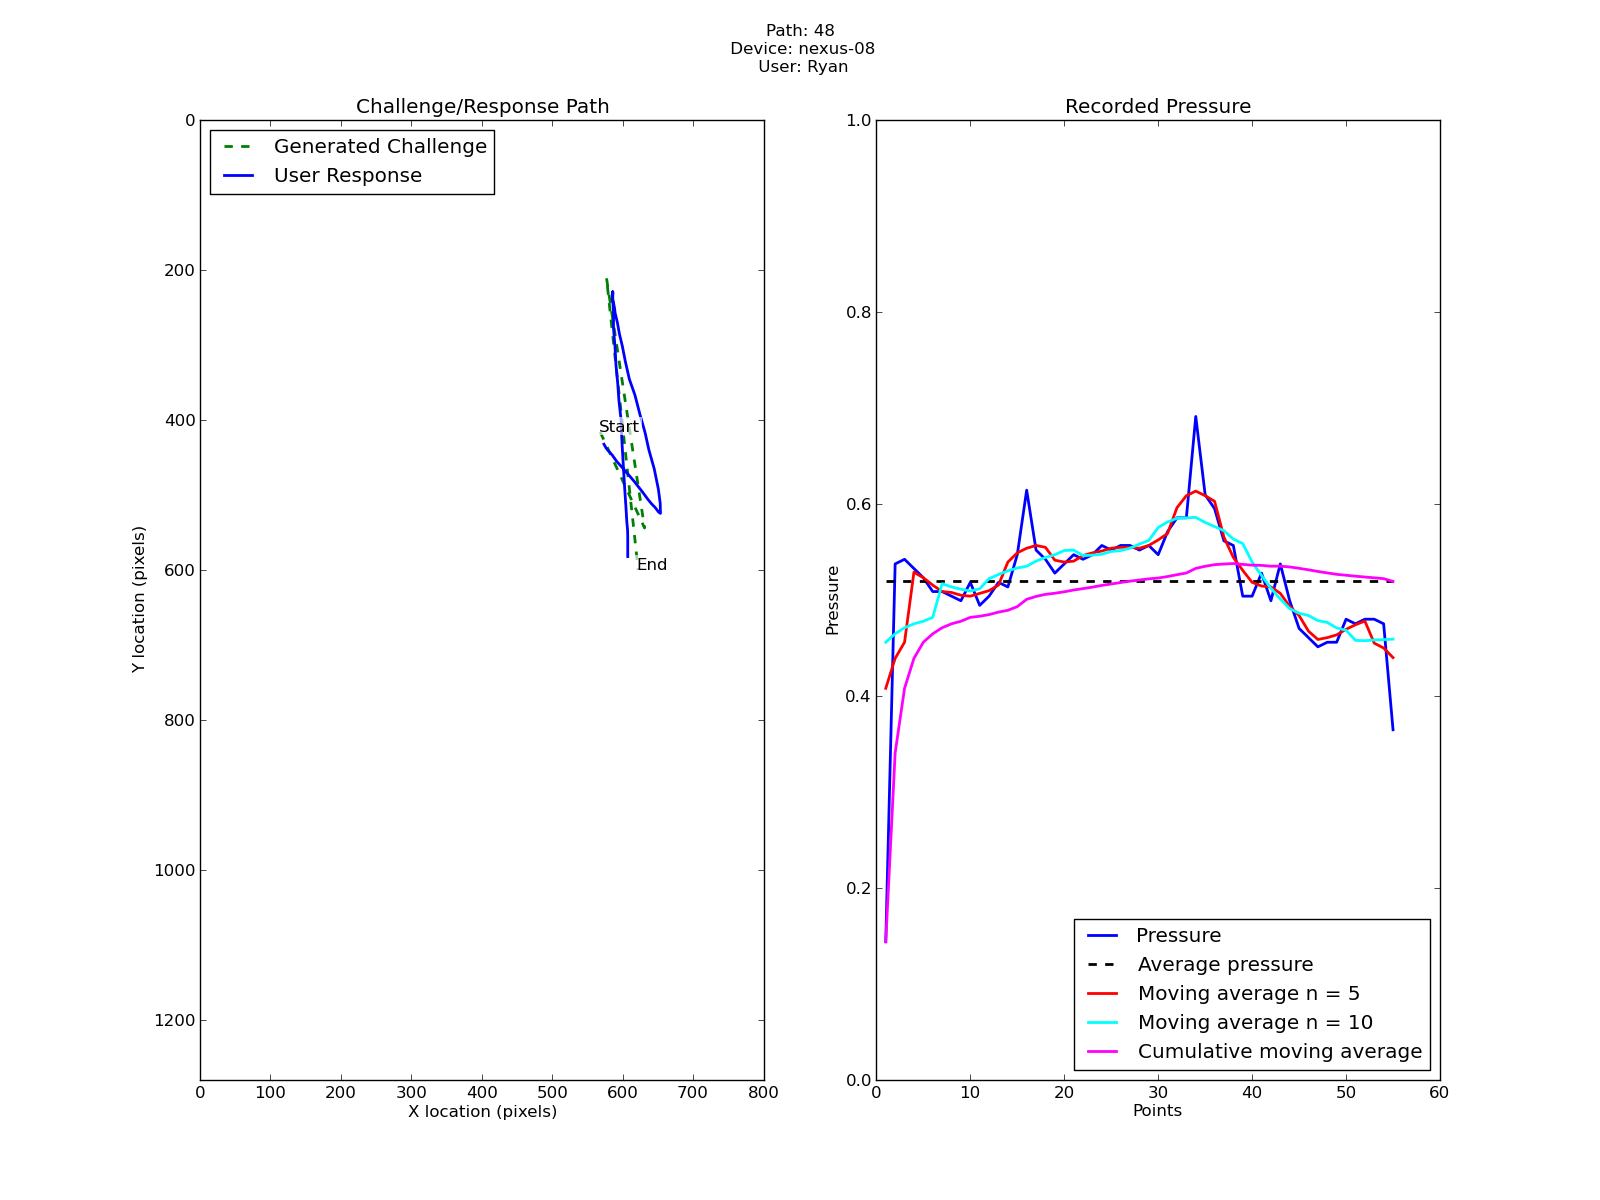 Path: 48
Device: nexus-08
User: Ryan
Challenge/Response Path
Generated Challenge
User Response
Start
End
0
200
400
600
800
1000
1200
Y location (pixels)
0 100 200 300 400 500 600 700 800
X location (pixels)
Recorded Pressure
1.0
0.8
0.6
0.4
0.2
0.0
Pressure
Pressure
Average pressure
Moving average n = 5
Moving average n = 10
Cumulative moving average
0 10 20 30 40 50 60
Points